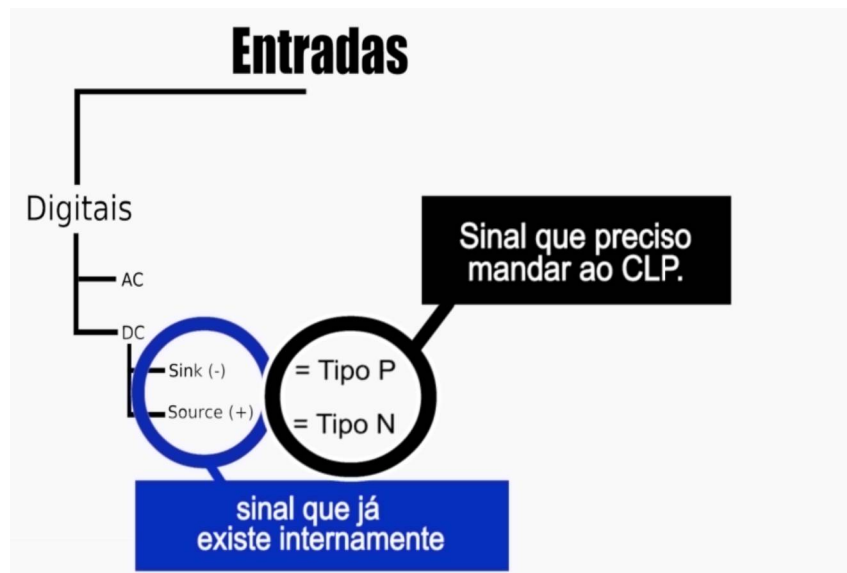 Entradas
Digitais
AC
DC
Sink (-)
Source (+)
= Tipo P
= Tipo N
Sinal que preciso
mandar ao CLP.
sinal que já
existe internamente